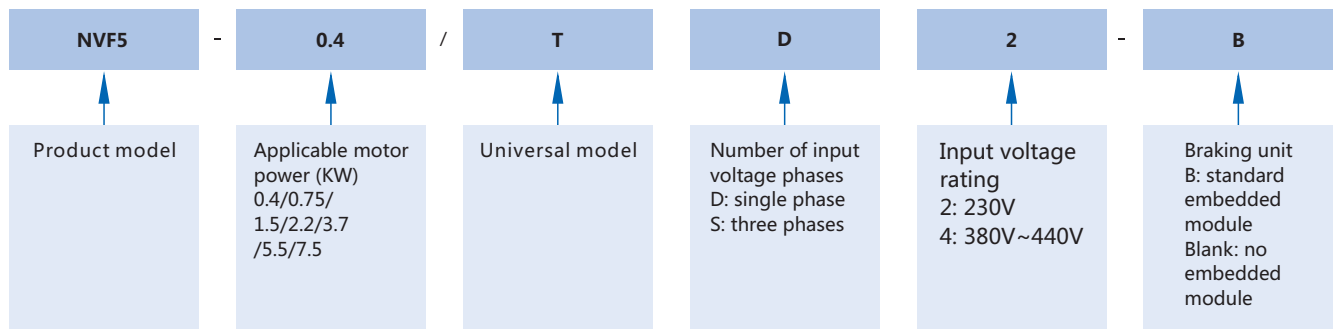 NVF5 - 0.4 / T D 2 - B
Product model
Applicable motor
power (KW)
0.4/0.75/
1.5/2.2/3.7
/5.5/7.5
Universal model
Number of input
voltage phases
D: single phase
S: three phases
Input voltage
rating
2: 230V
4: 380V~440V
Braking unit
B: standard
embedded
module
Blank: no
embedded
module